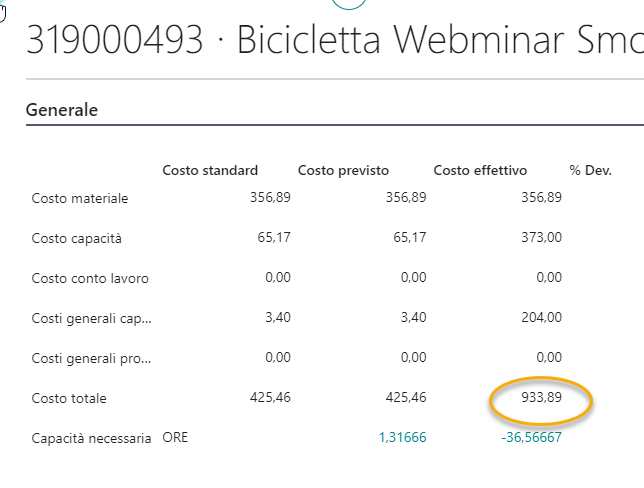 319000493 · Bicicletta Webminar Smo
Generale
Costo standard Costo previsto Costo effettivo % Dev.
Costo materiale 356,89 356,89 356,89
Costo capacità 65,17 65,17 373,00
Costo conto lavoro 0,00 0,00 0,00
Costi generali cap... 3,40 3,40 204,00
Costi generali pro... 0,00 0,00 0,00
Costo totale 425,46 425,46 933,89
Capacità necessaria ORE 1,31666 -36,56667